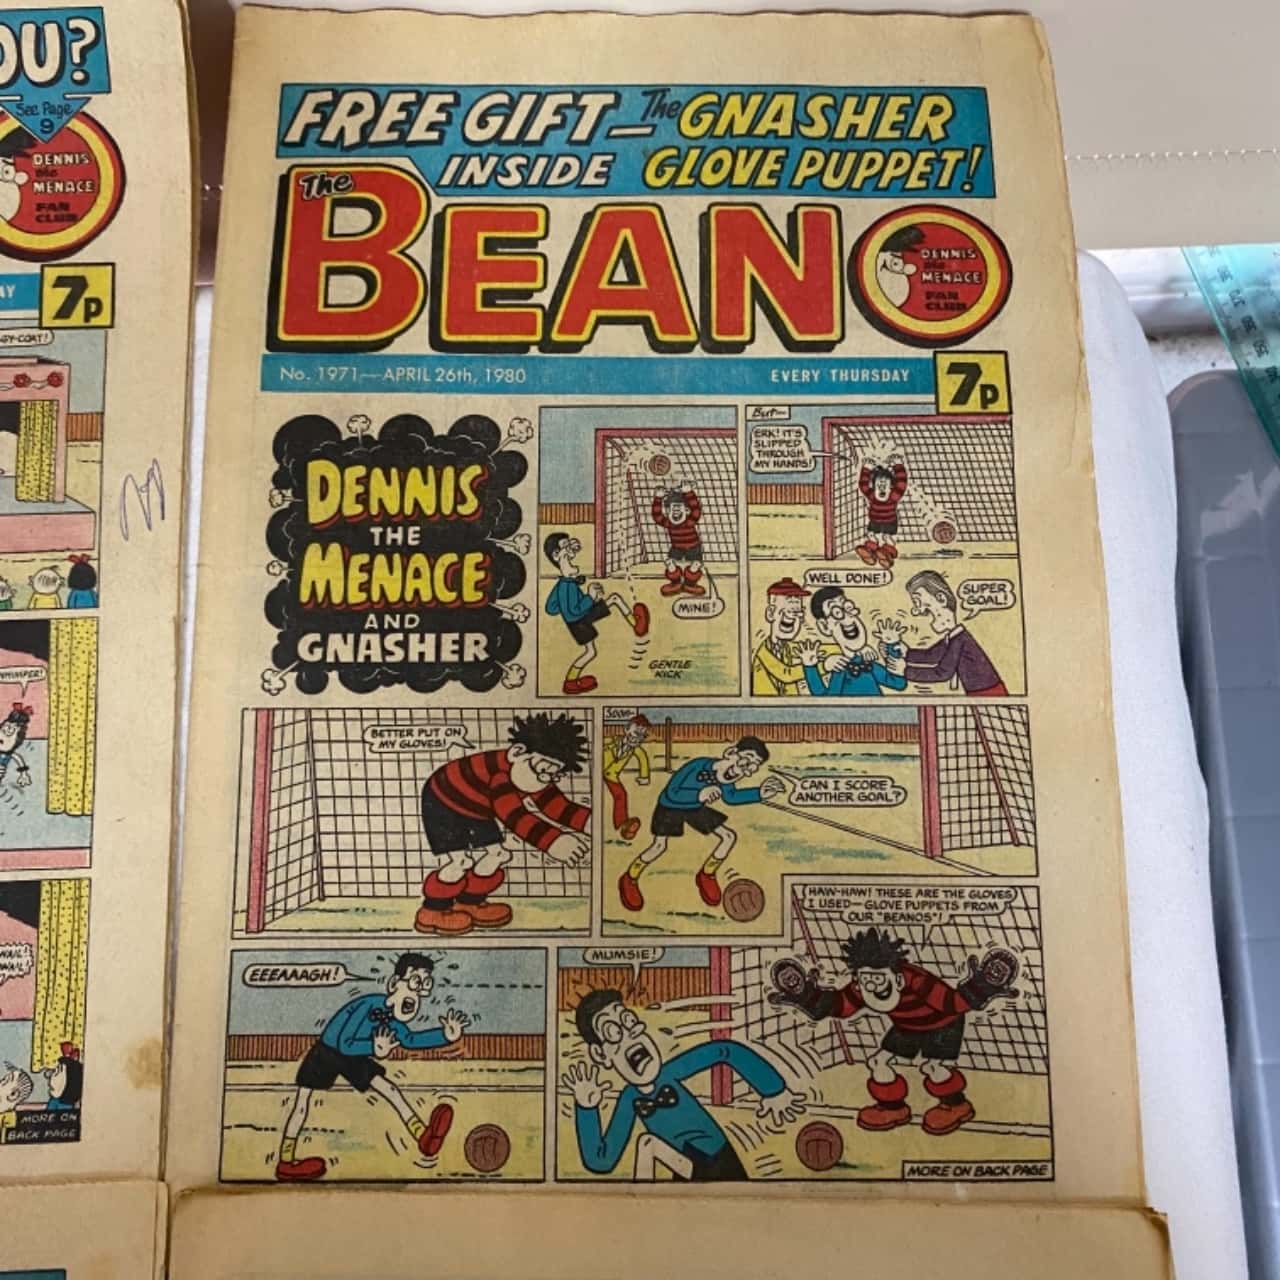 OU?
See Page
9
DENNIS
the
MENACE
FAN
CLUB
AY
7p
GY-COAT!
WHIMPER!
MORE ON
BACK PAGE
FREE GIFT — The GNASHER
INSIDE GLOVE PUPPET!
The
BEANO
DENNIS
the
MENACE
FAN
CLUB
No. 1971—APRIL 26th, 1980
EVERY THURSDAY
7p
DENNIS
THE
MENACE
AND
GNASHER
MINE!
GENTLE
KICK
But—
ERK! IT'S
SLIPPED
THROUGH
MY HANDS!
WELL DONE!
SUPER
GOAL!
BETTER PUT ON
MY GLOVES!
Soon—
CAN I SCORE
ANOTHER GOAL?
EEEAAAGH!
MUMSIE!
HAW-HAW! THESE ARE THE GLOVES
I USED—GLOVE PUPPETS FROM
OUR "BEANOS"!
MORE ON BACK PAGE